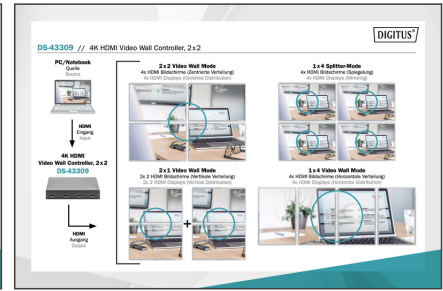 DIGITUS®
DS-43309 // 4K HDMI Video Wall Controller, 2x2
PC/Notebook
Quelle
Source
HDMI
Eingang
Input
4K HDMI
Video Wall Controller, 2x2
DS-43309
HDMI
Ausgang
Output
2x2 Video Wall Mode
4x HDMI Bildschirme (Zentrierte Verteilung)
4x HDMI Displays (Centered Distribution)
1x4 Splitter-Mode
4x HDMI Bildschirme (Spiegelung)
4x HDMI Displays (Mirroring)
2x1 Video Wall Mode
2x 2 HDMI Bildschirme (Vertikale Verteilung)
2x 2 HDMI Displays (Vertical Distribution)
+
1x4 Video Wall Mode
4x HDMI Bildschirme (Horizontale Verteilung)
4x HDMI Displays (Horizontal Distribution)